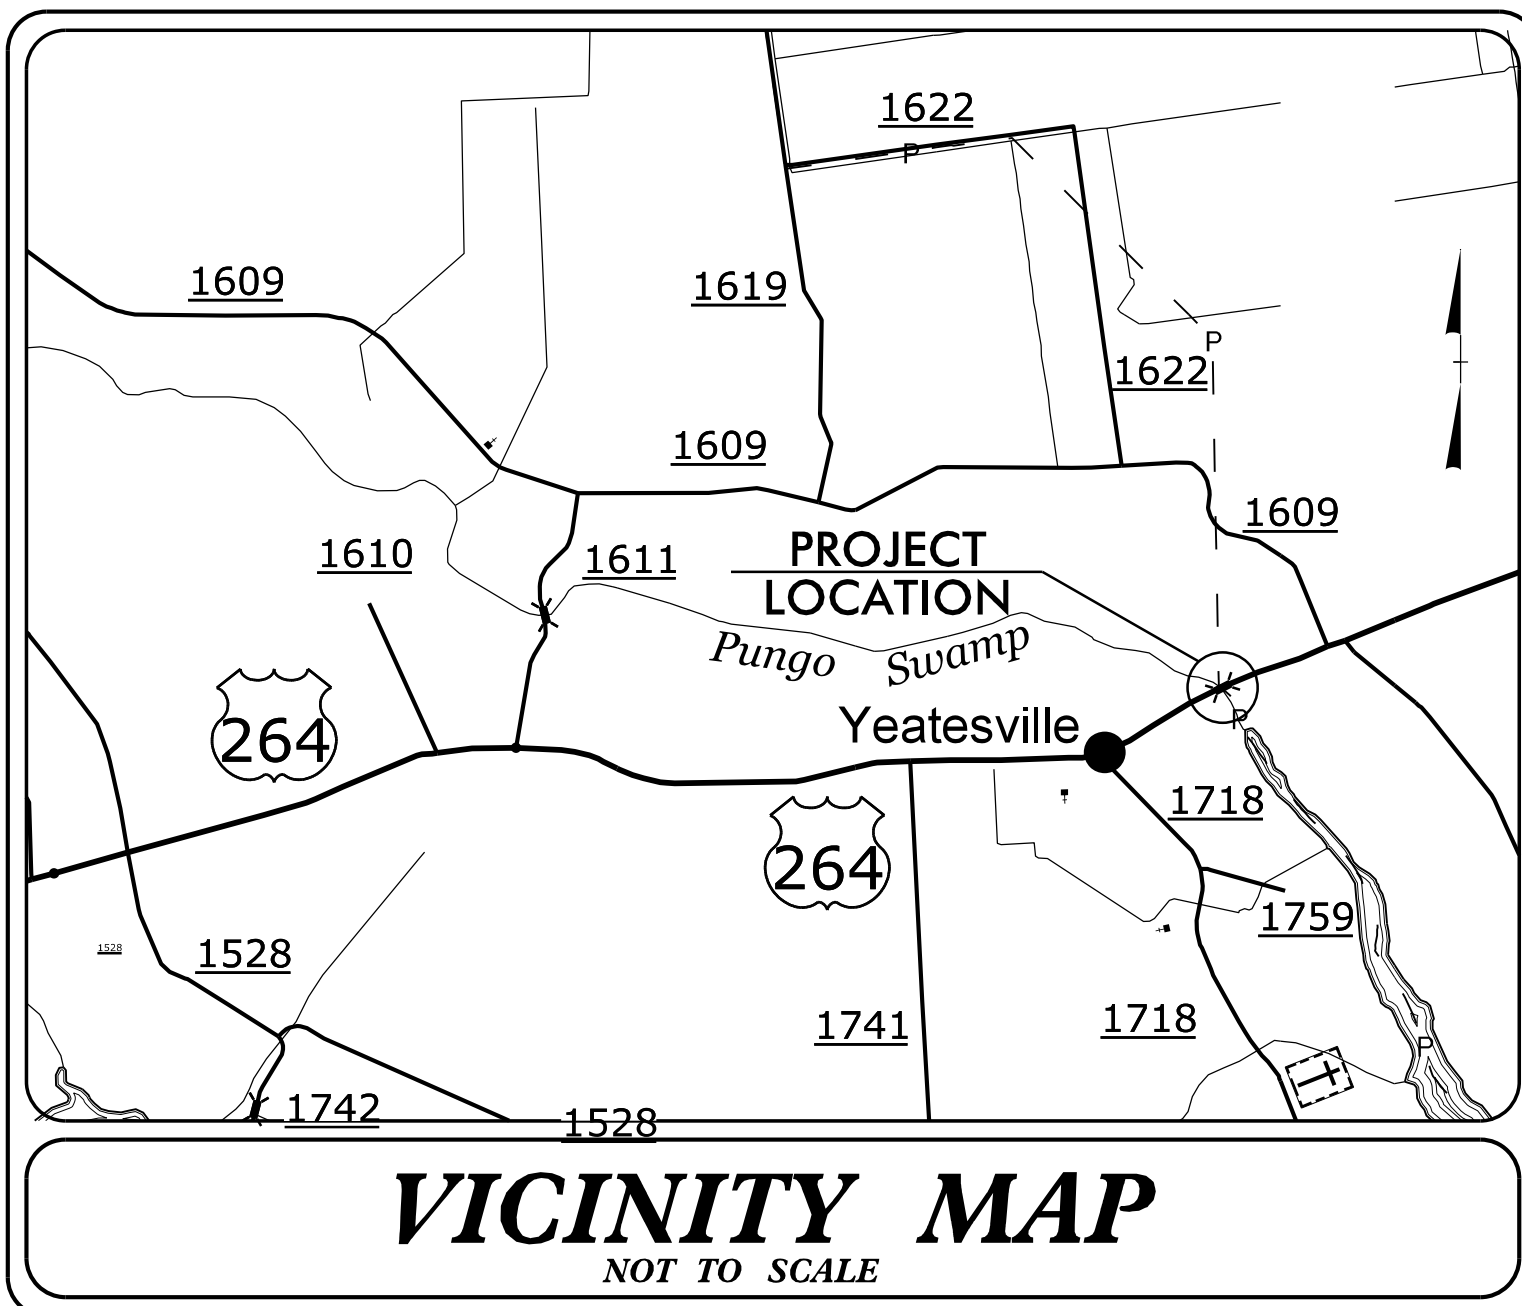 1622
P
1609
1619
P
1622
1609
1609
1610
1611
PROJECT
LOCATION
Pungo Swamp
264
Yeatesville
P
1718
264
1759
1528
1528
1741
1718
P
1742
1528
VICINITY MAP
NOT TO SCALE